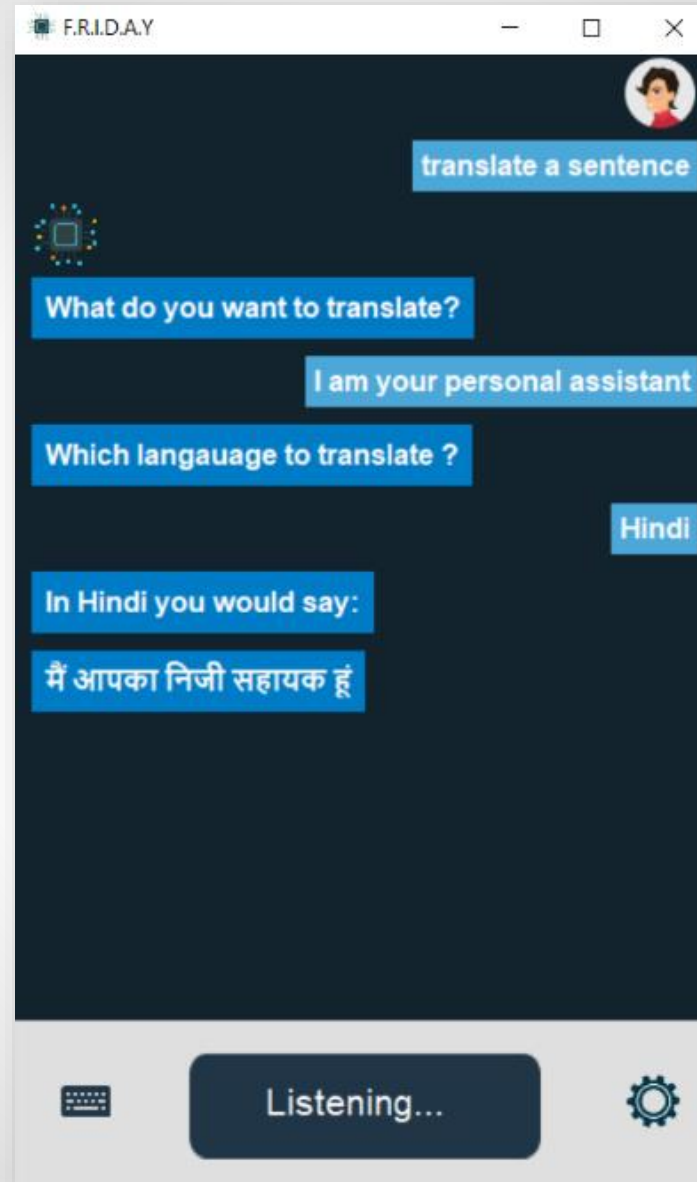 F.R.I.D.A.Y
translate a sentence
What do you want to translate?
I am your personal assistant
Which langauage to translate ?
Hindi
In Hindi you would say:
मैं आपका निजी सहायक हूं
Listening...